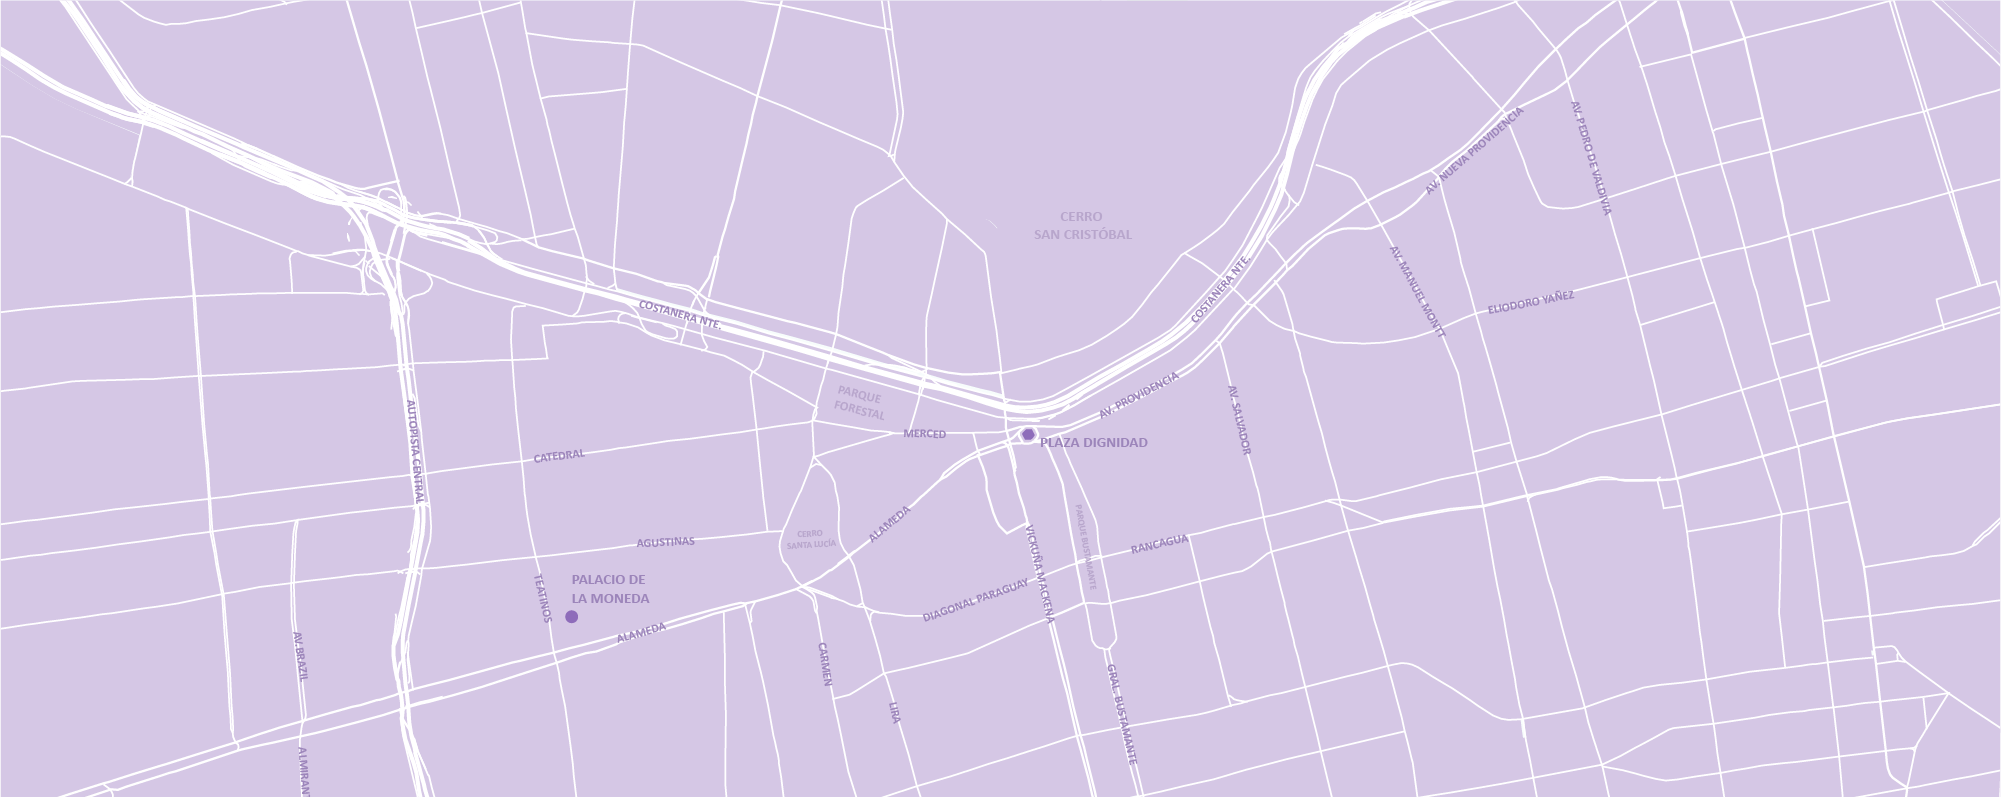 AV. NUEVA PROVIDENCIA
AV. PEDRO DE VALDIVIA
CERRO
SAN CRISTÓBAL
COSTANERA NTE.
AV. MANUEL MONTT
ELIODORO YAÑEZ
COSTANERA NTE.
PARQUE
FORESTAL
AV. PROVIDENCIA
AV. SALVADOR
AUTOPISTA CENTRAL
MERCED
PLAZA DIGNIDAD
CATEDRAL
ALAMEDA
CERRO
SANTA LUCÍA
AGUSTINAS
VICKUÑA MACKENA
PARQUE BUSTAMANTE
RANCAGUA
PALACIO DE
LA MONEDA
TEATINOS
DIAGONAL PARAGUAY
ALAMEDA
AV.BRAZIL
CARMEN
LIRA
GRAL. BUSTAMANTE
ALMIRANT